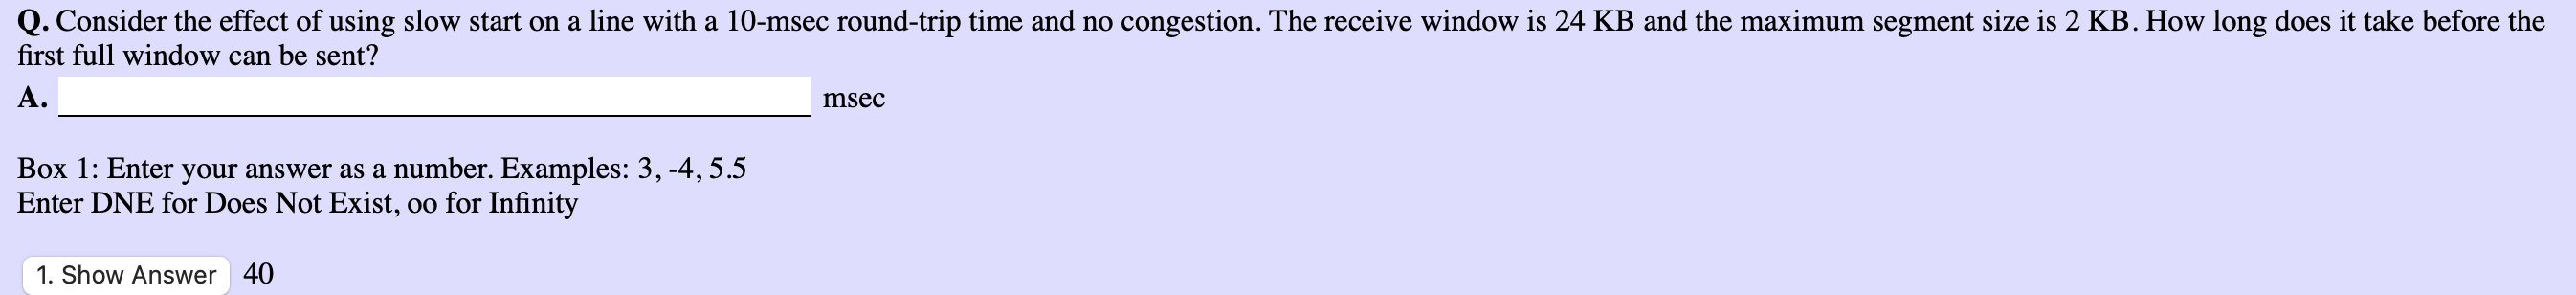 Q. Consider the effect of using slow start on a line with a 10-msec round-trip time and no congestion. The receive window is 24 KB and the maximum segment size is 2 KB. How long does it take before the
first full window can be sent?
A. msec
Box 1: Enter your answer as a number. Examples: 3, -4, 5.5
Enter DNE for Does Not Exist, oo for Infinity
1. Show Answer 40